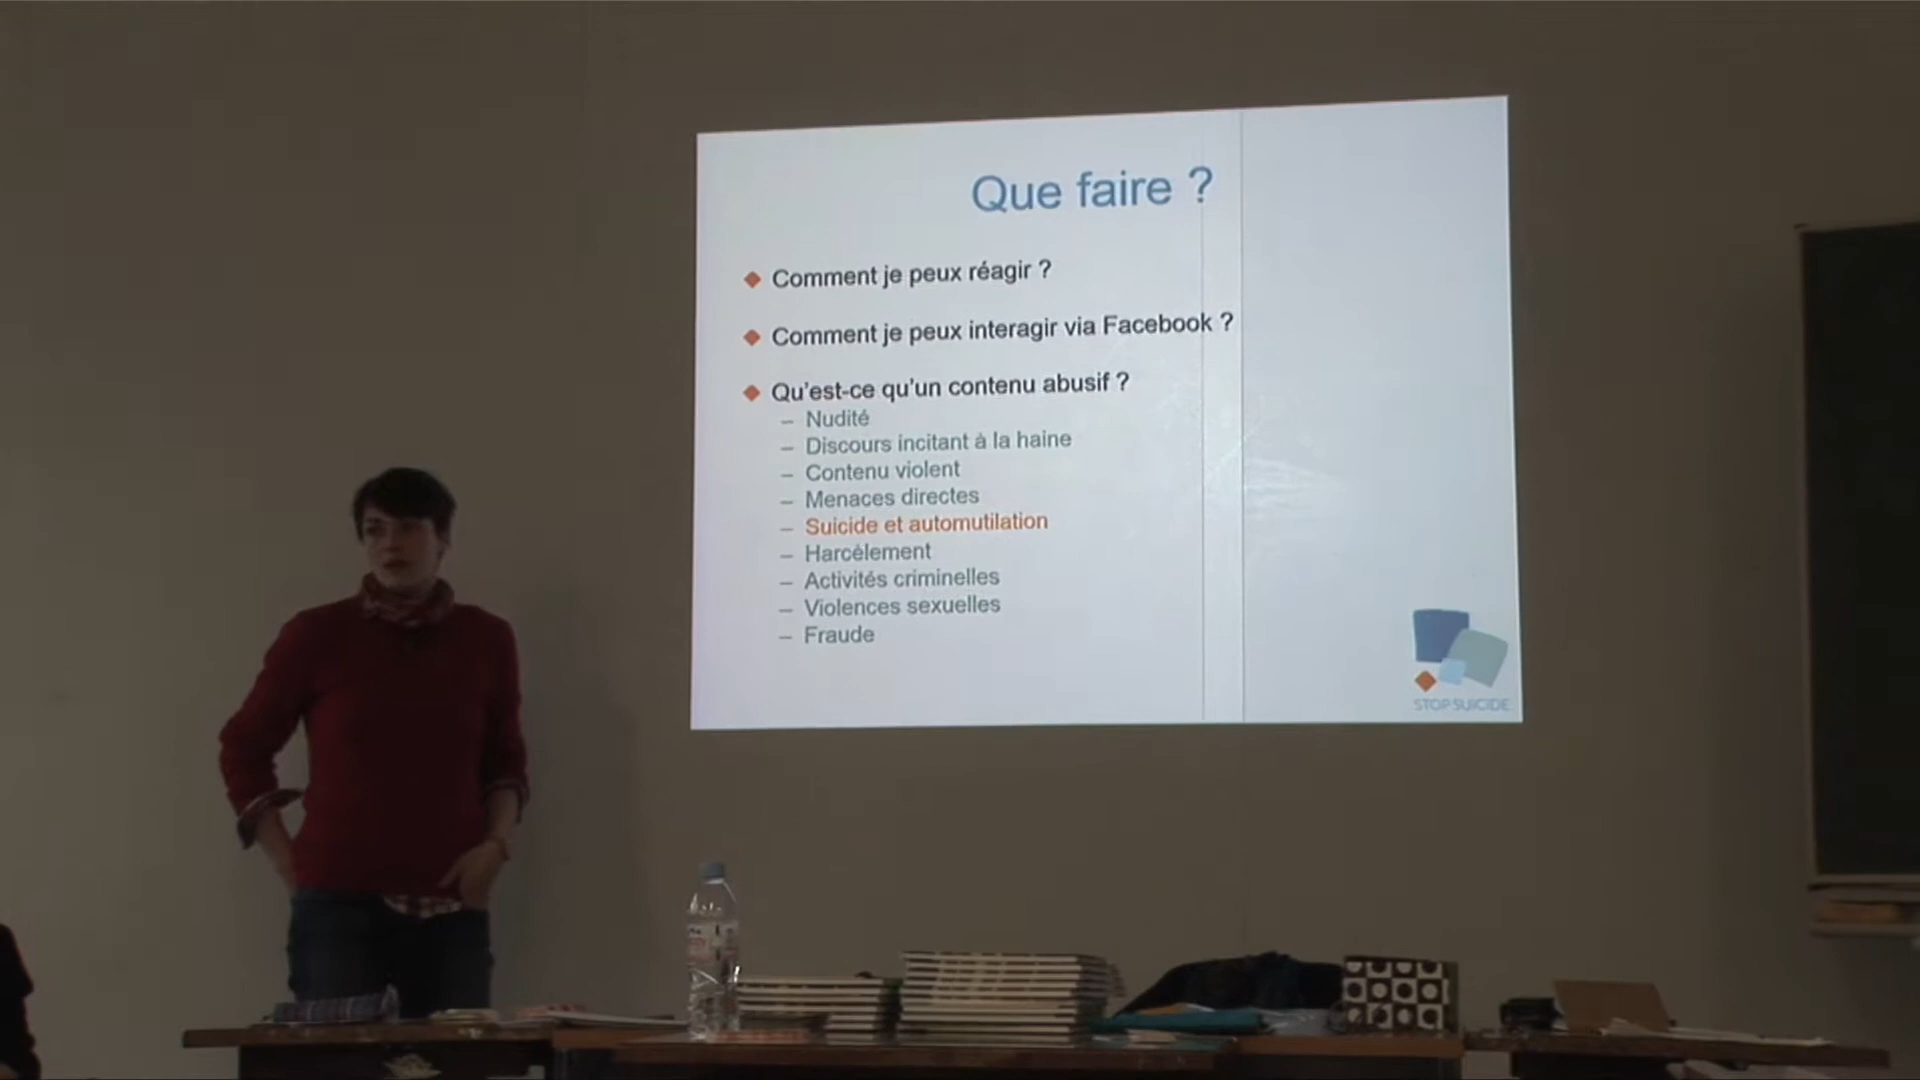 Que faire ?
Comment je peux réagir ?
Comment je peux interagir via Facebook ?
Qu'est-ce qu'un contenu abusif ?
– Nudité
– Discours incitant à la haine
– Contenu violent
– Menaces directes
– Suicide et automutilation
– Harcèlement
– Activités criminelles
– Violences sexuelles
– Fraude
STOP SUICIDE